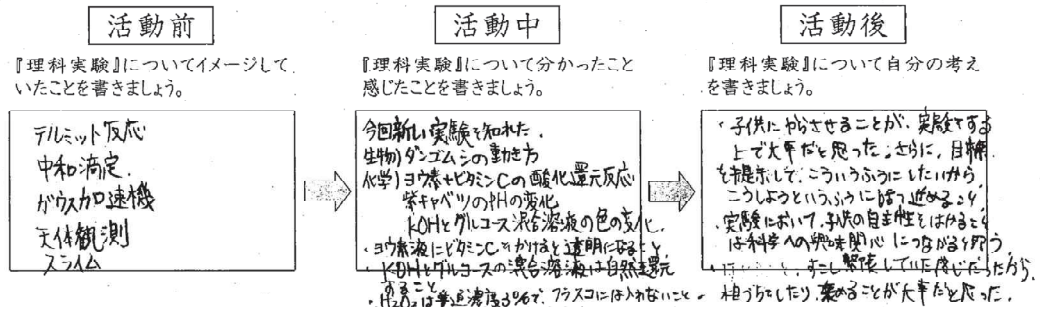 活動前
『理科実験』についてイメージして
いたことを書きましょう。
テルミット反応
中和滴定.
ガウス加速機
天体観測
スライム
活動中
『理科実験』について分かったこと
感じたことを書きましょう。
今回新しい実験を知れた.
生物)ダンゴムシの動き方
化学)ヨウ素+ビタミンCの酸化還元反応
紫キャベツのPHの変化
KOHとグルコース混合溶液の色の変化.
・ヨウ素液にビタミンCをかけると透明になること
・KOHとグルコースの混合溶液は自然還元
すること
・H₂O₂は普通濃度3%で、フラスコには入れないこと.
活動後
『理科実験』について自分の考え
を書きましょう。
・子供にやらせることが、実験をする
上で大事だと思った。さらに、目標
を提示して、こういうふうにしたいから
こうしようというふうに 進めること
・実験において、子供の自主性をはかること
は科学への興味関心につながると思う
すこし緊張していた感じだったから
相づちをしたり、褒めることが大事だと思った.